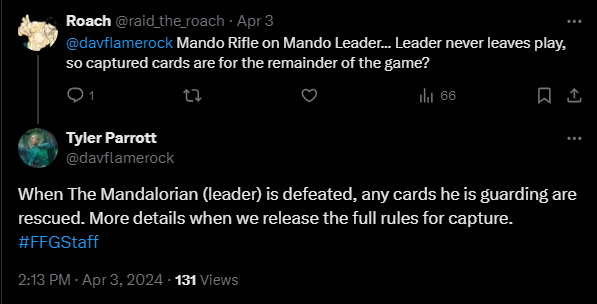 Roach @raid_the_roach · Apr 3
@davflamerock Mando Rifle on Mando Leader... Leader never leaves play,
so captured cards are for the remainder of the game?
1 66
Tyler Parrott
@davflamerock
When The Mandalorian (leader) is defeated, any cards he is guarding are
rescued. More details when we release the full rules for capture.
#FFGStaff
2:13 PM · Apr 3, 2024 · 131 Views